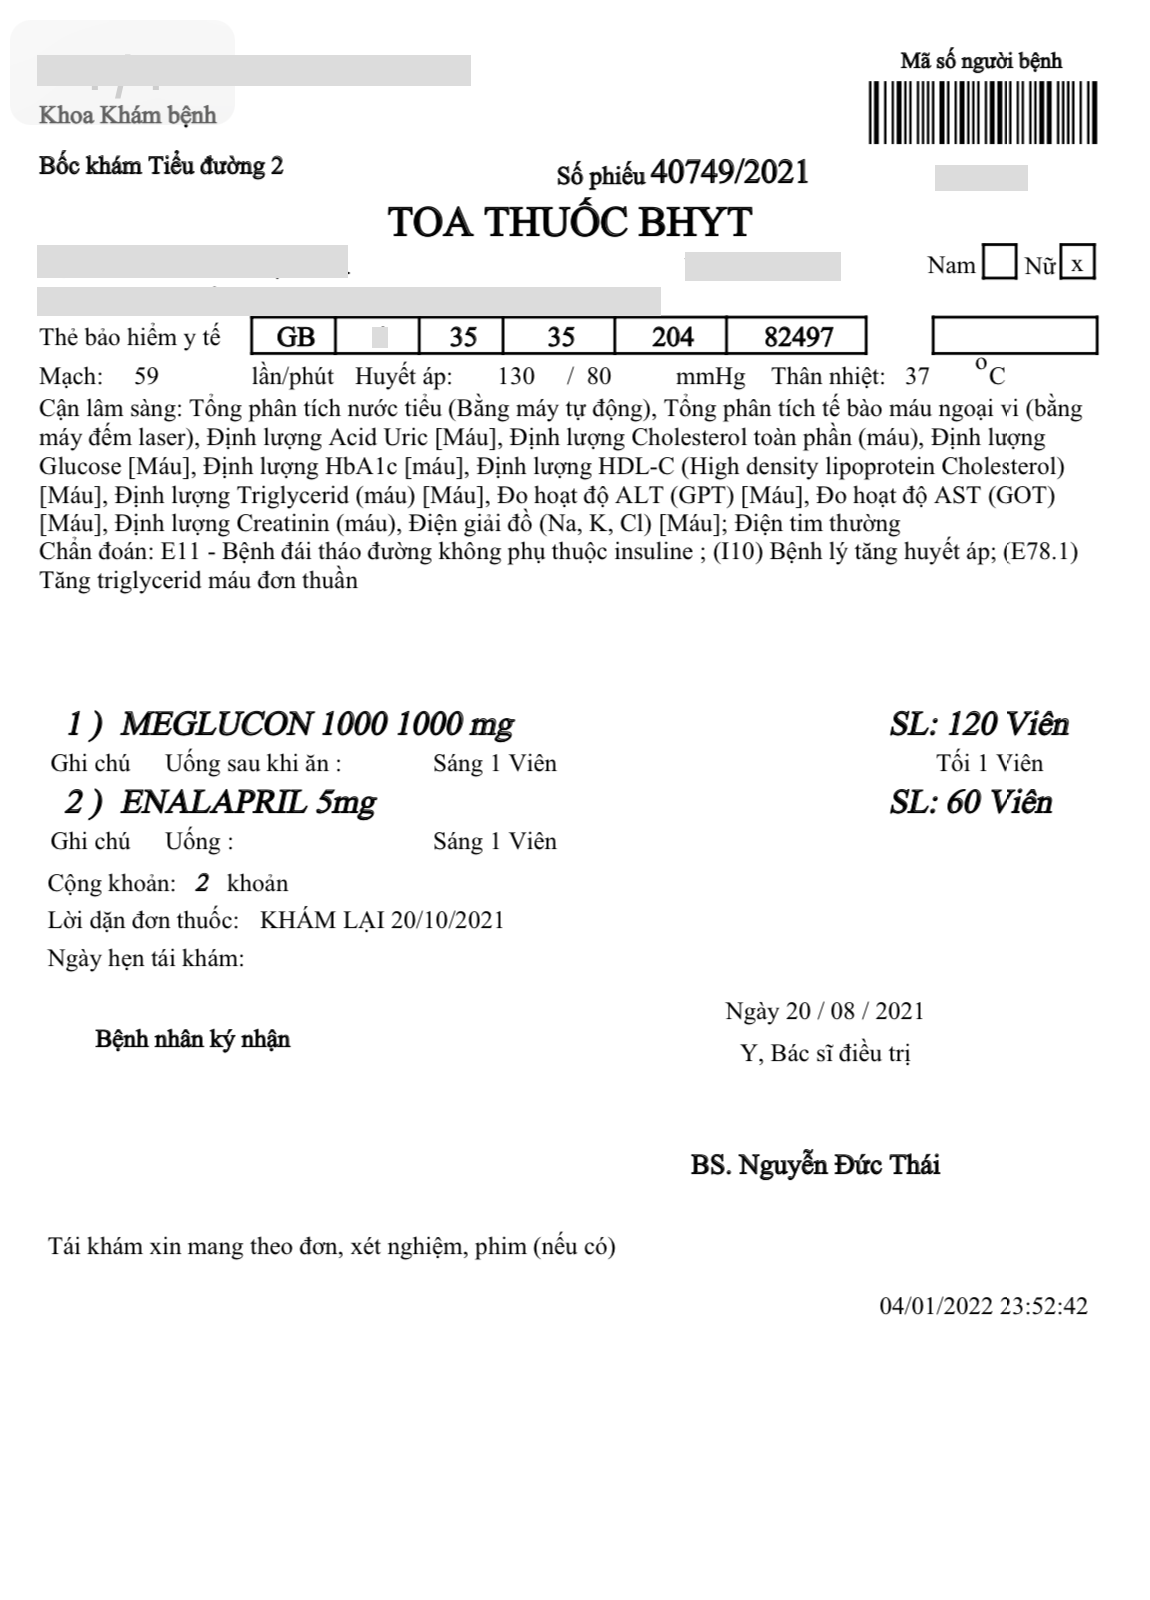 Mã số người bệnh
Khoa Khám bệnh
Bốc khám Tiểu đường 2
Số phiếu 40749/2021
TOA THUỐC BHYT
Nam Nữ x
Thẻ bảo hiểm y tế GB 35 35 204 82497
Mạch: 59 lần/phút Huyết áp: 130 / 80 mmHg Thân nhiệt: 37 °C
Cận lâm sàng: Tổng phân tích nước tiểu (Bằng máy tự động), Tổng phân tích tế bào máu ngoại vi (bằng
máy đếm laser), Định lượng Acid Uric [Máu], Định lượng Cholesterol toàn phần (máu), Định lượng
Glucose [Máu], Định lượng HbA1c [máu], Định lượng HDL-C (High density lipoprotein Cholesterol)
[Máu], Định lượng Triglycerid (máu) [Máu], Đo hoạt độ ALT (GPT) [Máu], Đo hoạt độ AST (GOT)
[Máu], Định lượng Creatinin (máu), Điện giải đồ (Na, K, Cl) [Máu]; Điện tim thường
Chẩn đoán: E11 - Bệnh đái tháo đường không phụ thuộc insuline ; (I10) Bệnh lý tăng huyết áp; (E78.1)
Tăng triglycerid máu đơn thuần
1 ) MEGLUCON 1000 1000 mg SL: 120 Viên
Ghi chú Uống sau khi ăn : Sáng 1 Viên Tối 1 Viên
2 ) ENALAPRIL 5mg SL: 60 Viên
Ghi chú Uống : Sáng 1 Viên
Cộng khoản: 2 khoản
Lời dặn đơn thuốc: KHÁM LẠI 20/10/2021
Ngày hẹn tái khám:
Ngày 20 / 08 / 2021
Bệnh nhân ký nhận
Y, Bác sĩ điều trị
BS. Nguyễn Đức Thái
Tái khám xin mang theo đơn, xét nghiệm, phim (nếu có)
04/01/2022 23:52:42